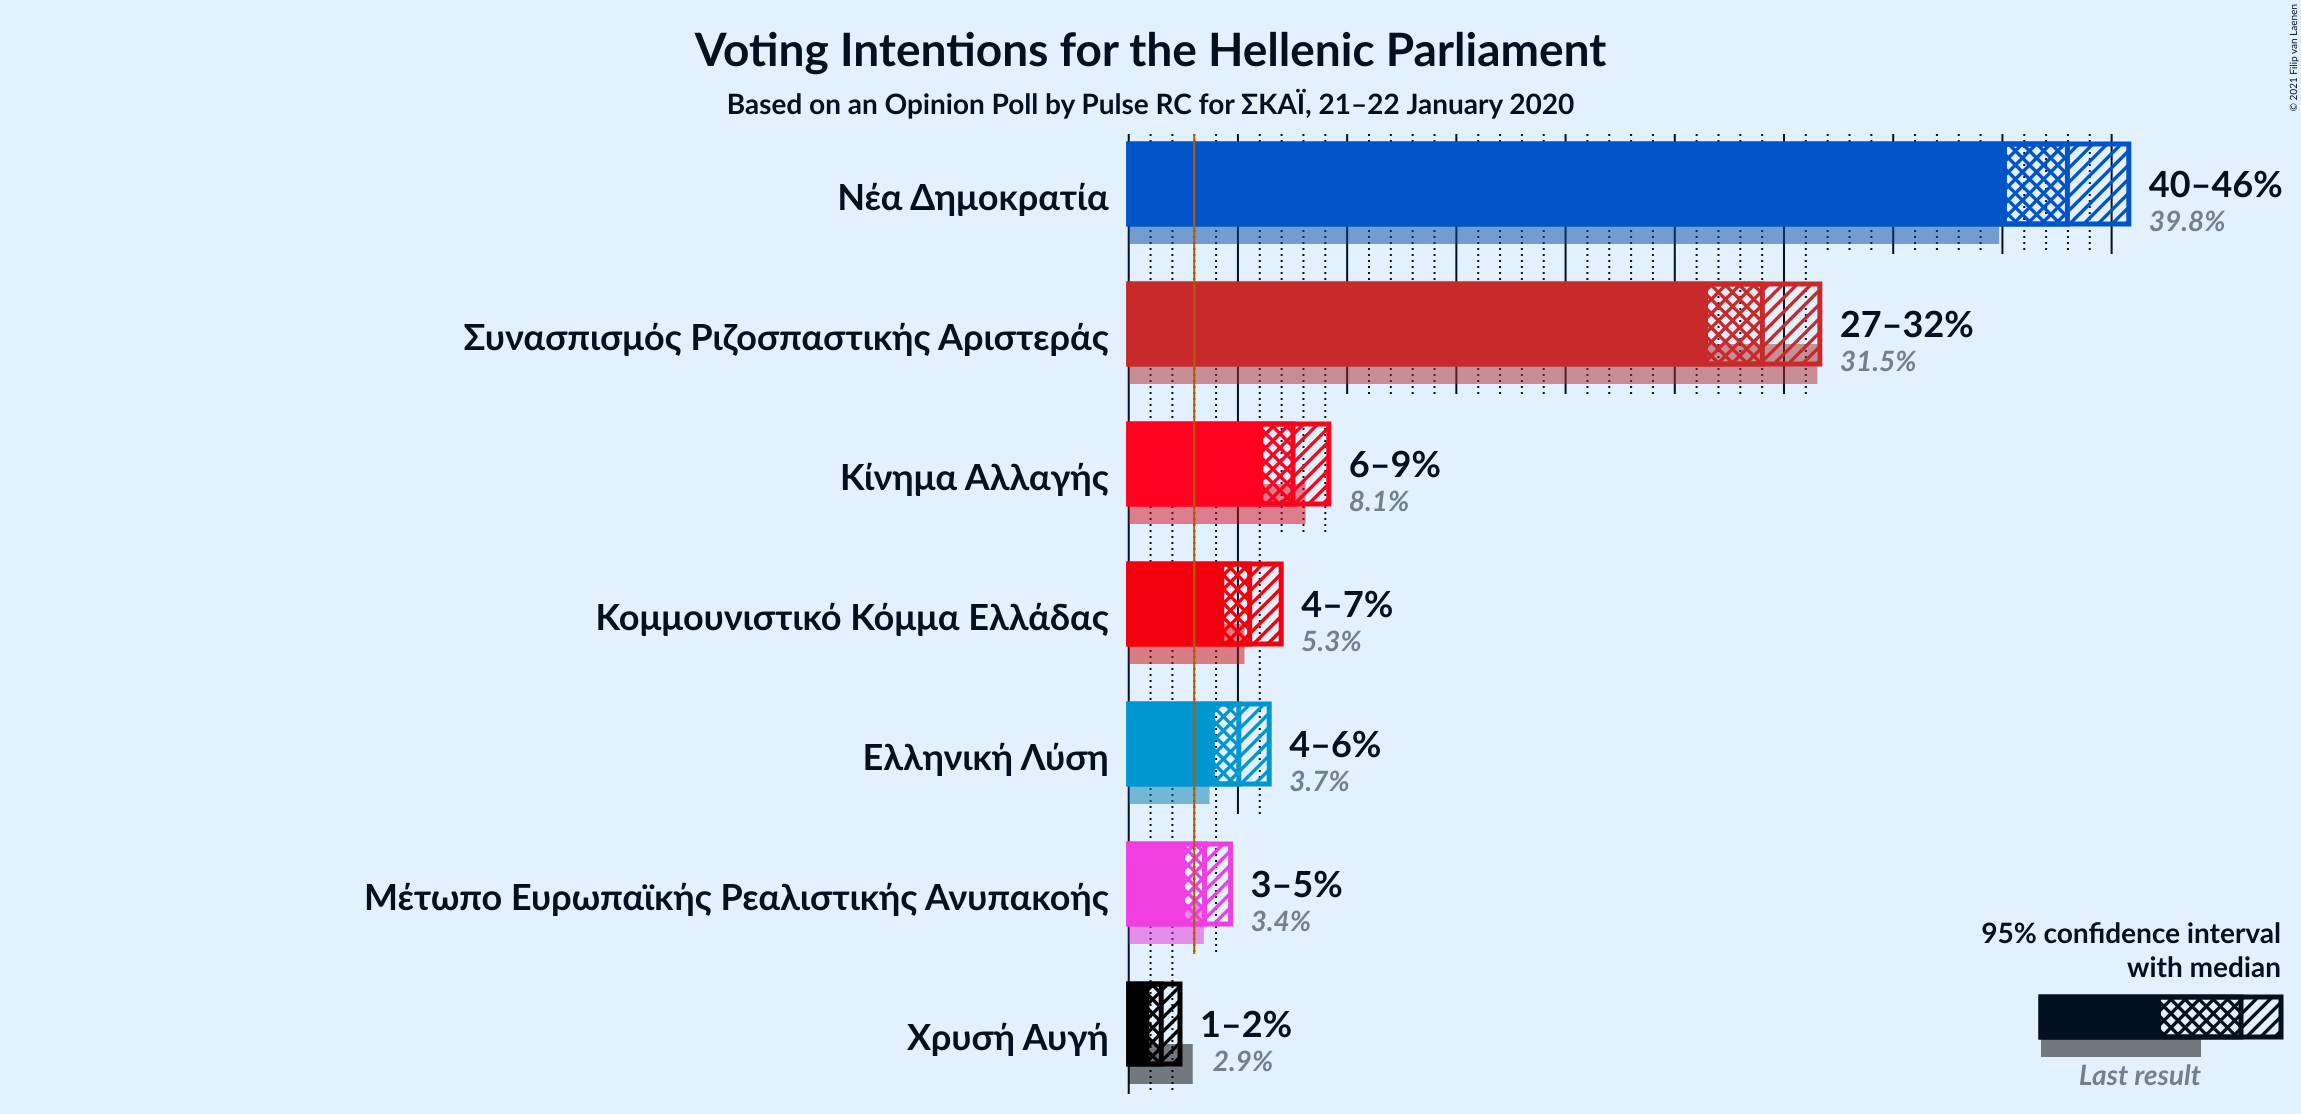 Voting Intentions for the Hellenic Parliament
Based on an Opinion Poll by Pulse RC for ΣΚΑΪ, 21–22 January 2020
© 2021 Filip van Laenen
Νέα Δημοκρατία
40–46%
39.8%
Συνασπισμός Ριζοσπαστικής Αριστεράς
27–32%
31.5%
Κίνημα Αλλαγής
6–9%
8.1%
Κομμουνιστικό Κόμμα Ελλάδας
4–7%
5.3%
Ελληνική Λύση
4–6%
3.7%
Μέτωπο Ευρωπαϊκής Ρεαλιστικής Ανυπακοής
3–5%
3.4%
Χρυσή Αυγή
1–2%
2.9%
95% confidence interval
with median
Last result